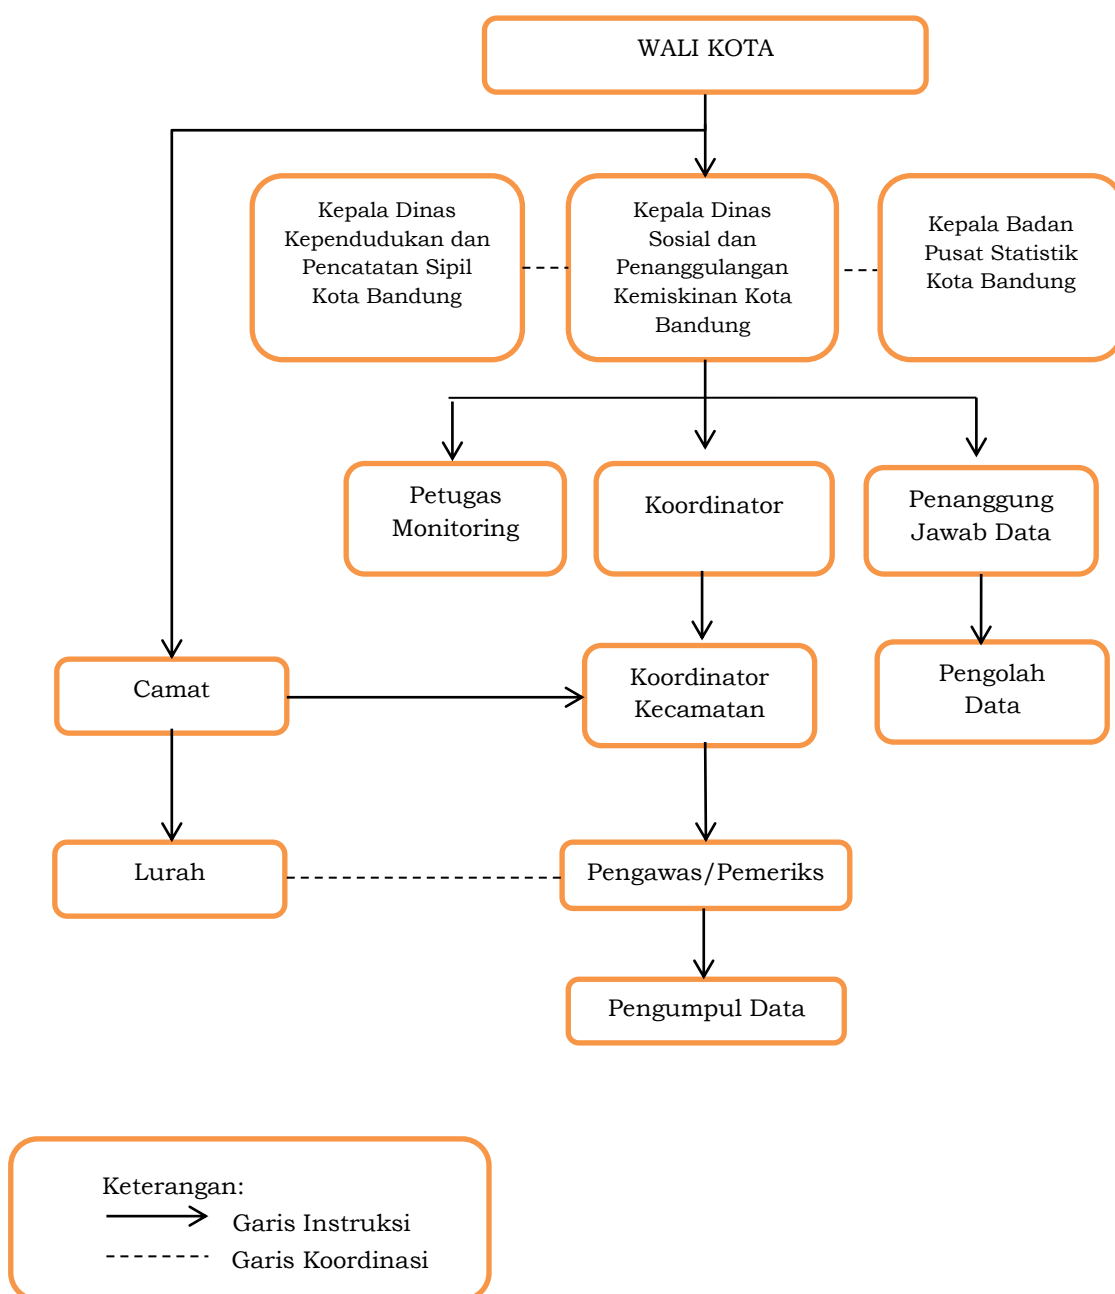 WALI KOTA
Kepala Dinas
Kependudukan dan
Pencatatan Sipil
Kota Bandung
Kepala Dinas
Sosial dan
Penanggulangan
Kemiskinan Kota
Bandung
Kepala Badan
Pusat Statistik
Kota Bandung
Petugas
Monitoring
Koordinator
Penanggung
Jawab Data
Camat
Koordinator
Kecamatan
Pengolah
Data
Lurah
Pengawas/Pemeriks
Pengumpul Data
Keterangan:
Garis Instruksi
Garis Koordinasi